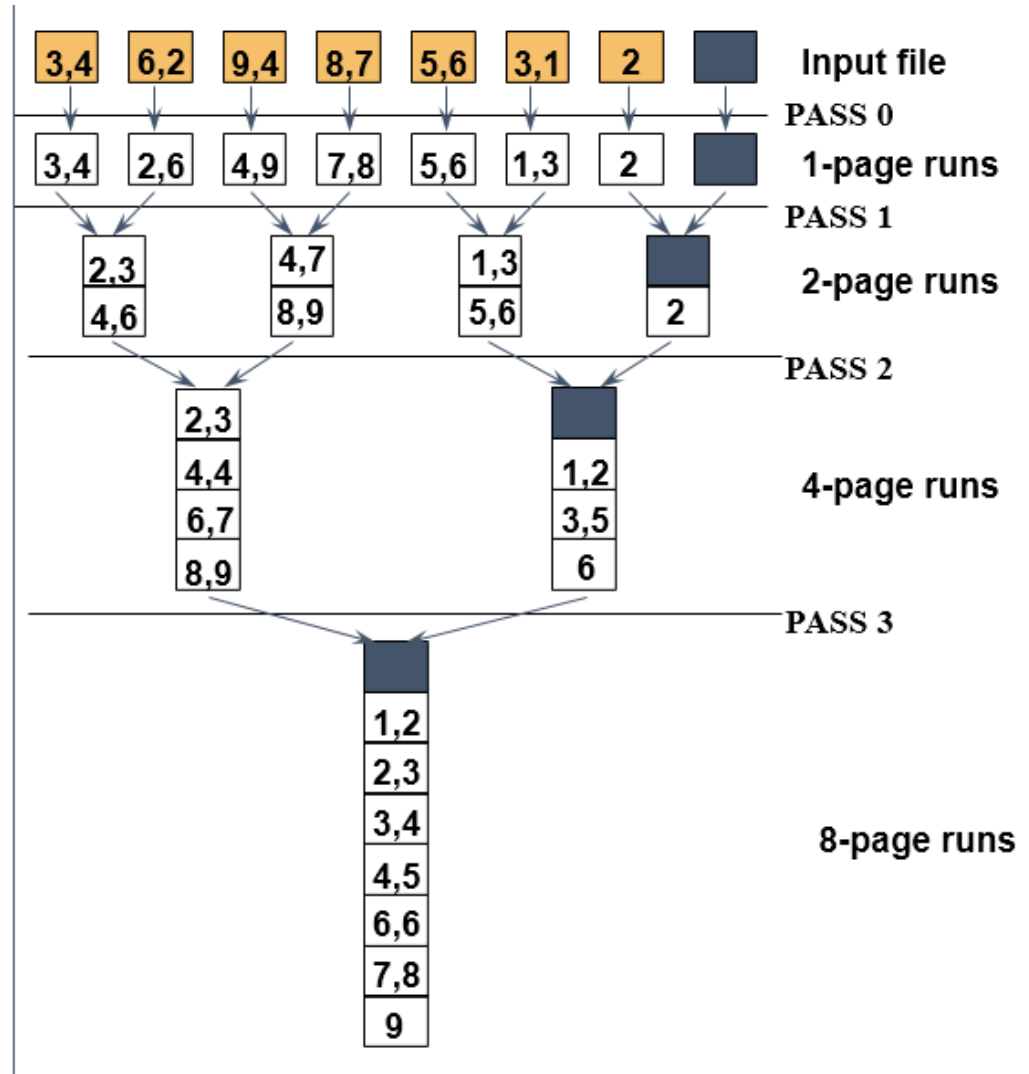 3,4 6,2 9,4 8,7 5,6 3,1 2 Input file
PASS 0
3,4 2,6 4,9 7,8 5,6 1,3 2 1-page runs
PASS 1
2,3 4,7 1,3
2-page runs
4,6 8,9 5,6 2
PASS 2
2,3
4,4 1,2
4-page runs
6,7 3,5
8,9 6
PASS 3
1,2
2,3
3,4
8-page runs
4,5
6,6
7,8
9